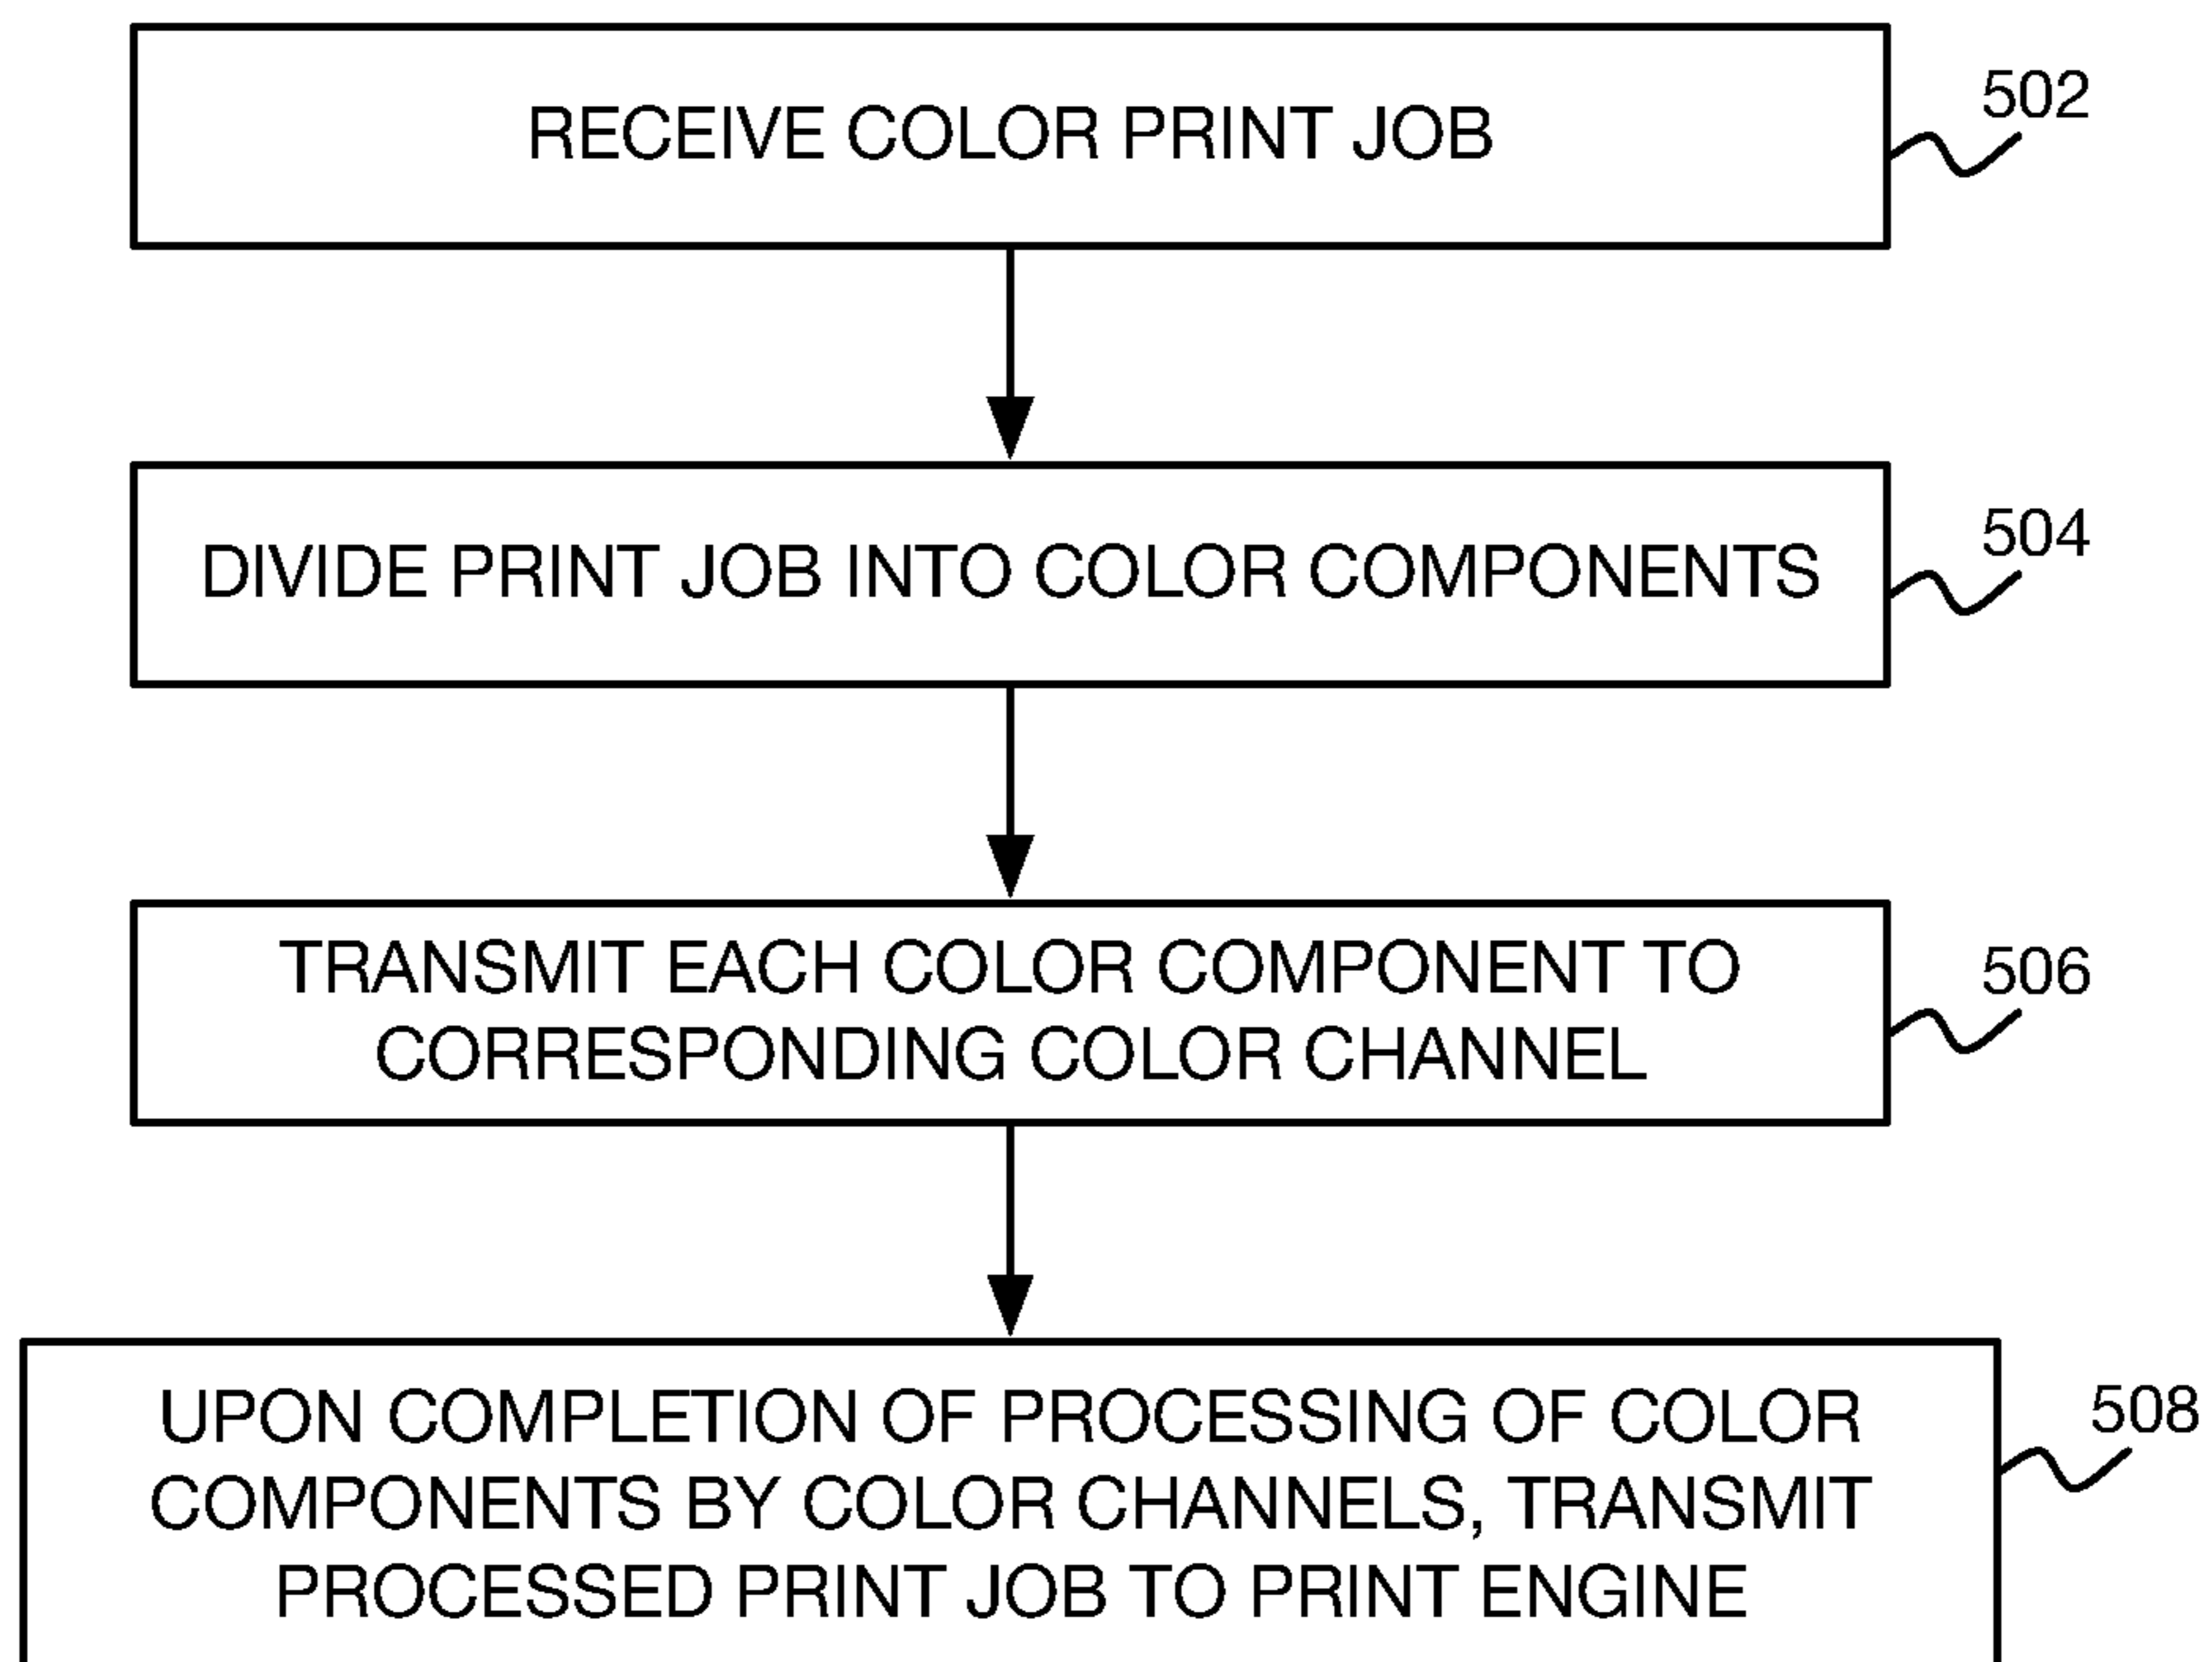 RECEIVE COLOR PRINT JOB
502
DIVIDE PRINT JOB INTO COLOR COMPONENTS
504
TRANSMIT EACH COLOR COMPONENT TO
CORRESPONDING COLOR CHANNEL
506
UPON COMPLETION OF PROCESSING OF COLOR
COMPONENTS BY COLOR CHANNELS, TRANSMIT
PROCESSED PRINT JOB TO PRINT ENGINE
508